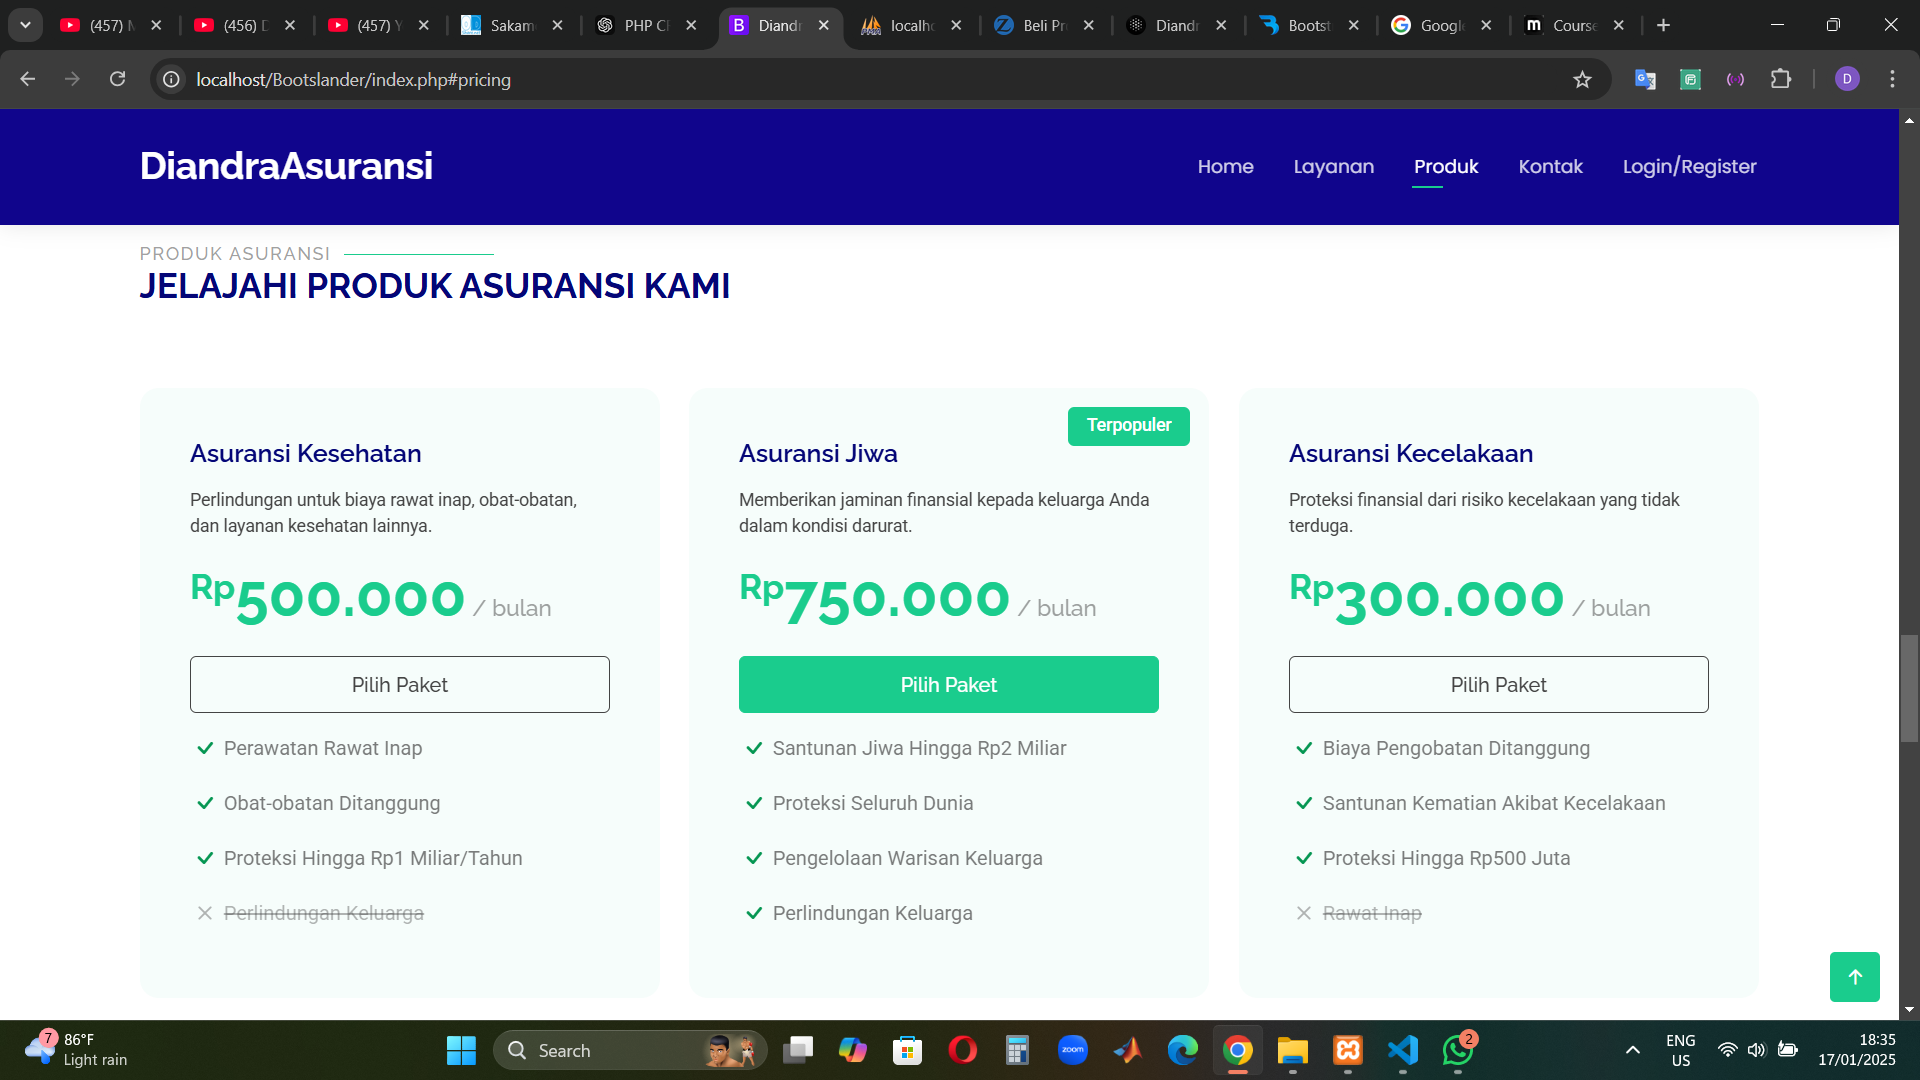 (457) M
(456) D
(457) Y
Sakam
PHP C
Diandr
localho
Beli Pr
Diandr
Bootst
Google
Course
localhost/Bootslander/index.php#pricing
D
DiandraAsuransi
Home
Layanan
Produk
Kontak
Login/Register
PRODUK ASURANSI
JELAJAHI PRODUK ASURANSI KAMI
Asuransi Kesehatan
Perlindungan untuk biaya rawat inap, obat-obatan,
dan layanan kesehatan lainnya.
Rp500.000 / bulan
Pilih Paket
Perawatan Rawat Inap
Obat-obatan Ditanggung
Proteksi Hingga Rp1 Miliar/Tahun
Perlindungan Keluarga
Terpopuler
Asuransi Jiwa
Memberikan jaminan finansial kepada keluarga Anda
dalam kondisi darurat.
Rp750.000 / bulan
Pilih Paket
Santunan Jiwa Hingga Rp2 Miliar
Proteksi Seluruh Dunia
Pengelolaan Warisan Keluarga
Perlindungan Keluarga
Asuransi Kecelakaan
Proteksi finansial dari risiko kecelakaan yang tidak
terduga.
Rp300.000 / bulan
Pilih Paket
Biaya Pengobatan Ditanggung
Santunan Kematian Akibat Kecelakaan
Proteksi Hingga Rp500 Juta
Rawat Inap
7
86°F
Light rain
Search
zoom
2
ENG
US
18:35
17/01/2025